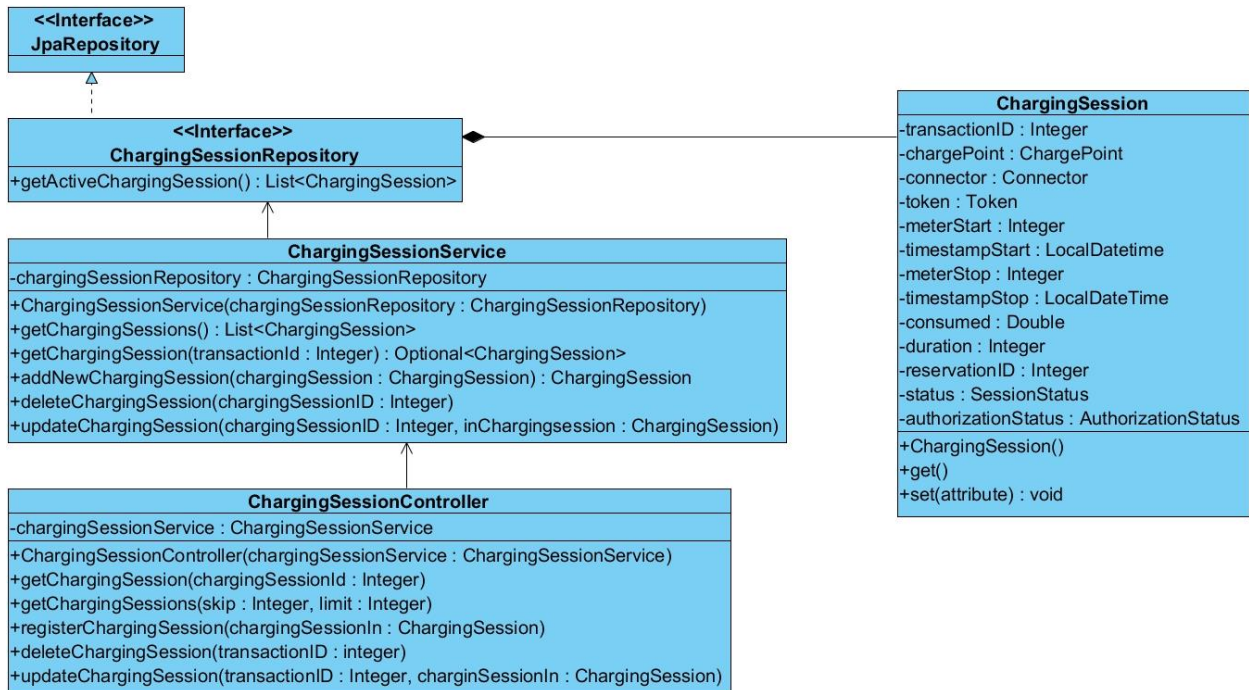 <<Interface>>
JpaRepository
<<Interface>>
ChargingSessionRepository
+getActiveChargingSession() : List<ChargingSession>
ChargingSessionService
-chargingSessionRepository : ChargingSessionRepository
+ChargingSessionService(chargingSessionRepository : ChargingSessionRepository)
+getChargingSessions() : List<ChargingSession>
+getChargingSession(transactionId : Integer) : Optional<ChargingSession>
+addNewChargingSession(chargingSession : ChargingSession) : ChargingSession
+deleteChargingSession(chargingSessionID : Integer)
+updateChargingSession(chargingSessionID : Integer, inChargingsession : ChargingSession)
ChargingSessionController
-chargingSessionService : ChargingSessionService
+ChargingSessionController(chargingSessionService : ChargingSessionService)
+getChargingSession(chargingSessionId : Integer)
+getChargingSessions(skip : Integer, limit : Integer)
+registerChargingSession(chargingSessionIn : ChargingSession)
+deleteChargingSession(transactionID : integer)
+updateChargingSession(transactionID : Integer, charginSessionIn : ChargingSession)
ChargingSession
-transactionID : Integer
-chargePoint : ChargePoint
-connector : Connector
-token : Token
-meterStart : Integer
-timestampStart : LocalDatetime
-meterStop : Integer
-timestampStop : LocalDateTime
-consumed : Double
-duration : Integer
-reservationID : Integer
-status : SessionStatus
-authorizationStatus : AuthorizationStatus
+ChargingSession()
+get()
+set(attribute) : void